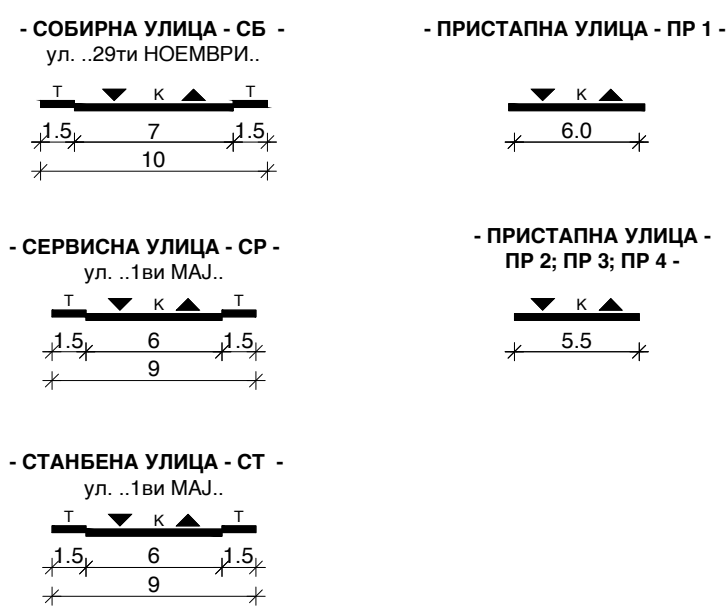 - СОБИРНА УЛИЦА - СБ -
ул. ..29ти НОЕМВРИ..
Т К Т
1.5 7 1.5
10
- ПРИСТАПНА УЛИЦА - ПР 1 -
К
6.0
- СЕРВИСНА УЛИЦА - СР -
ул. ..1ви МАЈ..
Т К Т
1.5 6 1.5
9
- ПРИСТАПНА УЛИЦА -
ПР 2; ПР 3; ПР 4 -
К
5.5
- СТАНБЕНА УЛИЦА - СТ -
ул. ..1ви МАЈ..
Т К Т
1.5 6 1.5
9